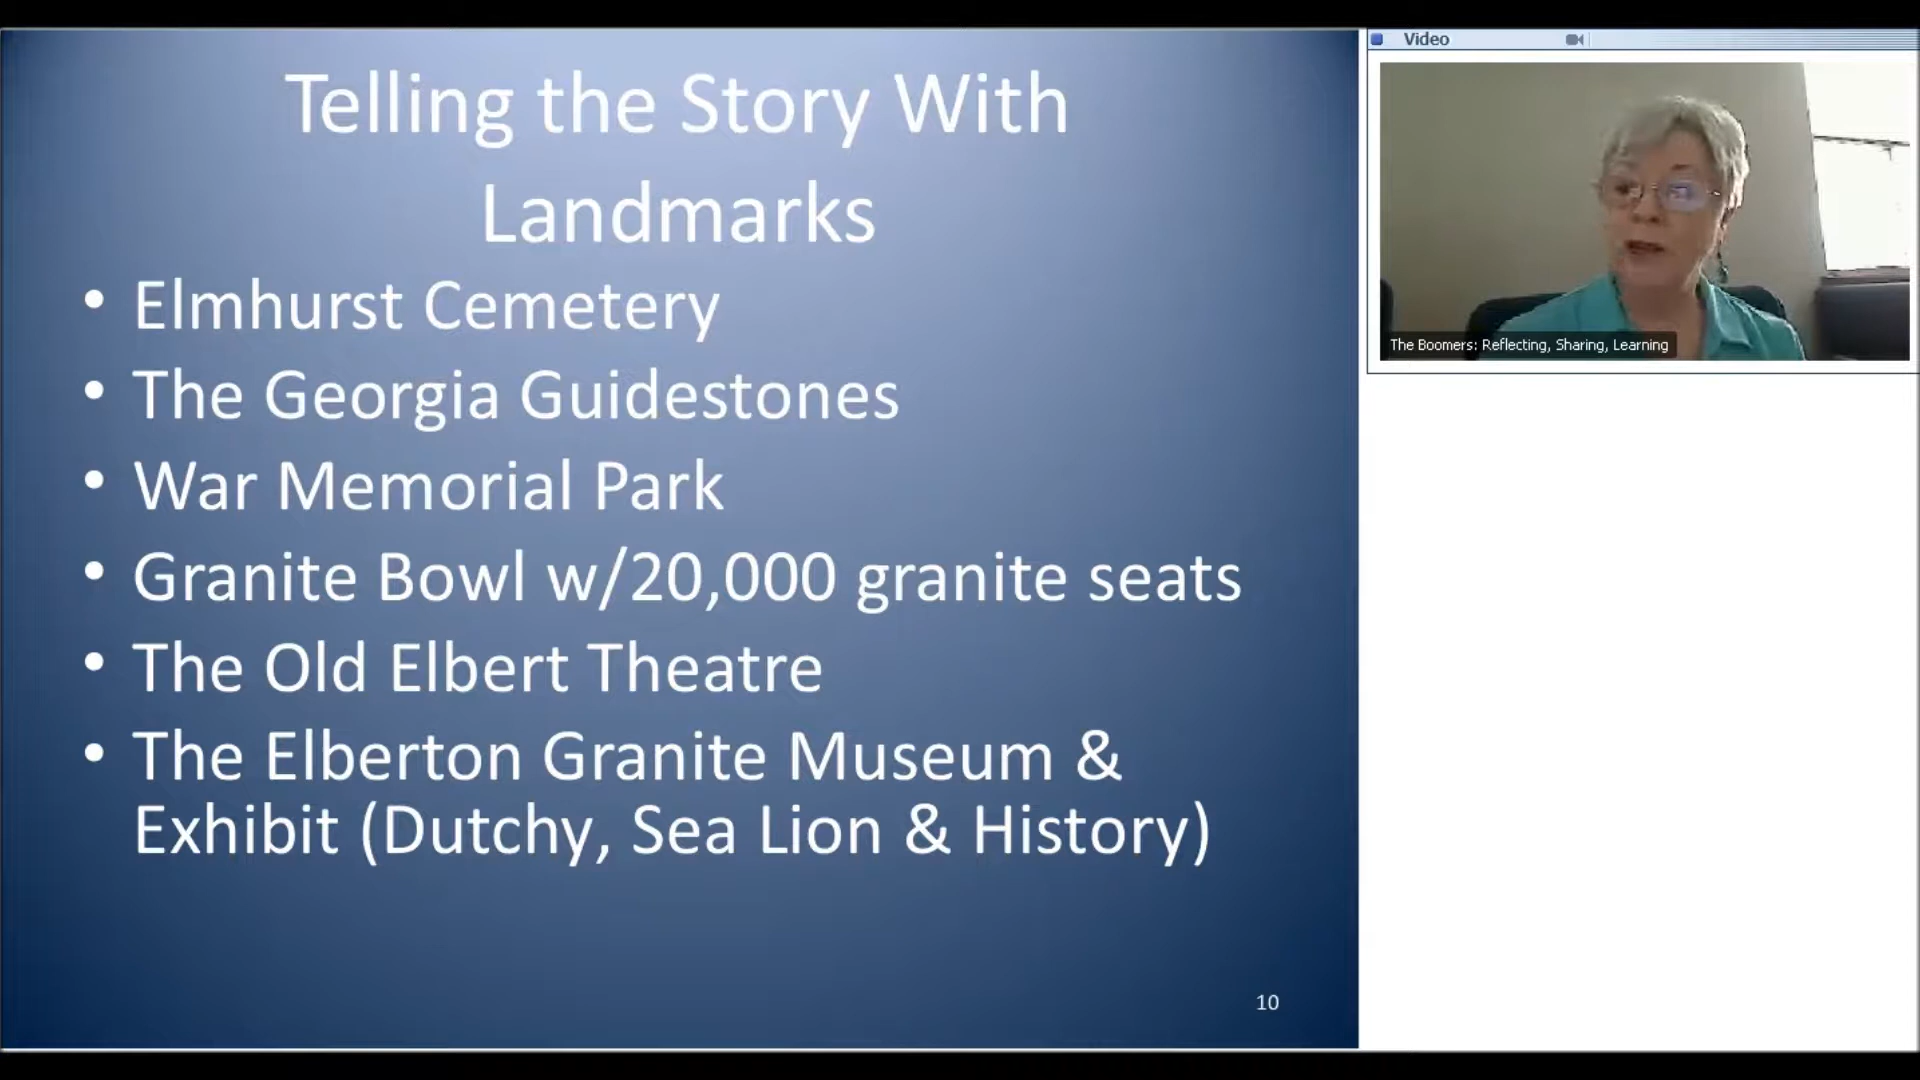 Telling the Story With
Landmarks
• Elmhurst Cemetery
• The Georgia Guidestones
• War Memorial Park
• Granite Bowl w/20,000 granite seats
• The Old Elbert Theatre
• The Elberton Granite Museum &
Exhibit (Dutchy, Sea Lion & History)
10
Video
The Boomers: Reflecting, Sharing, Learning